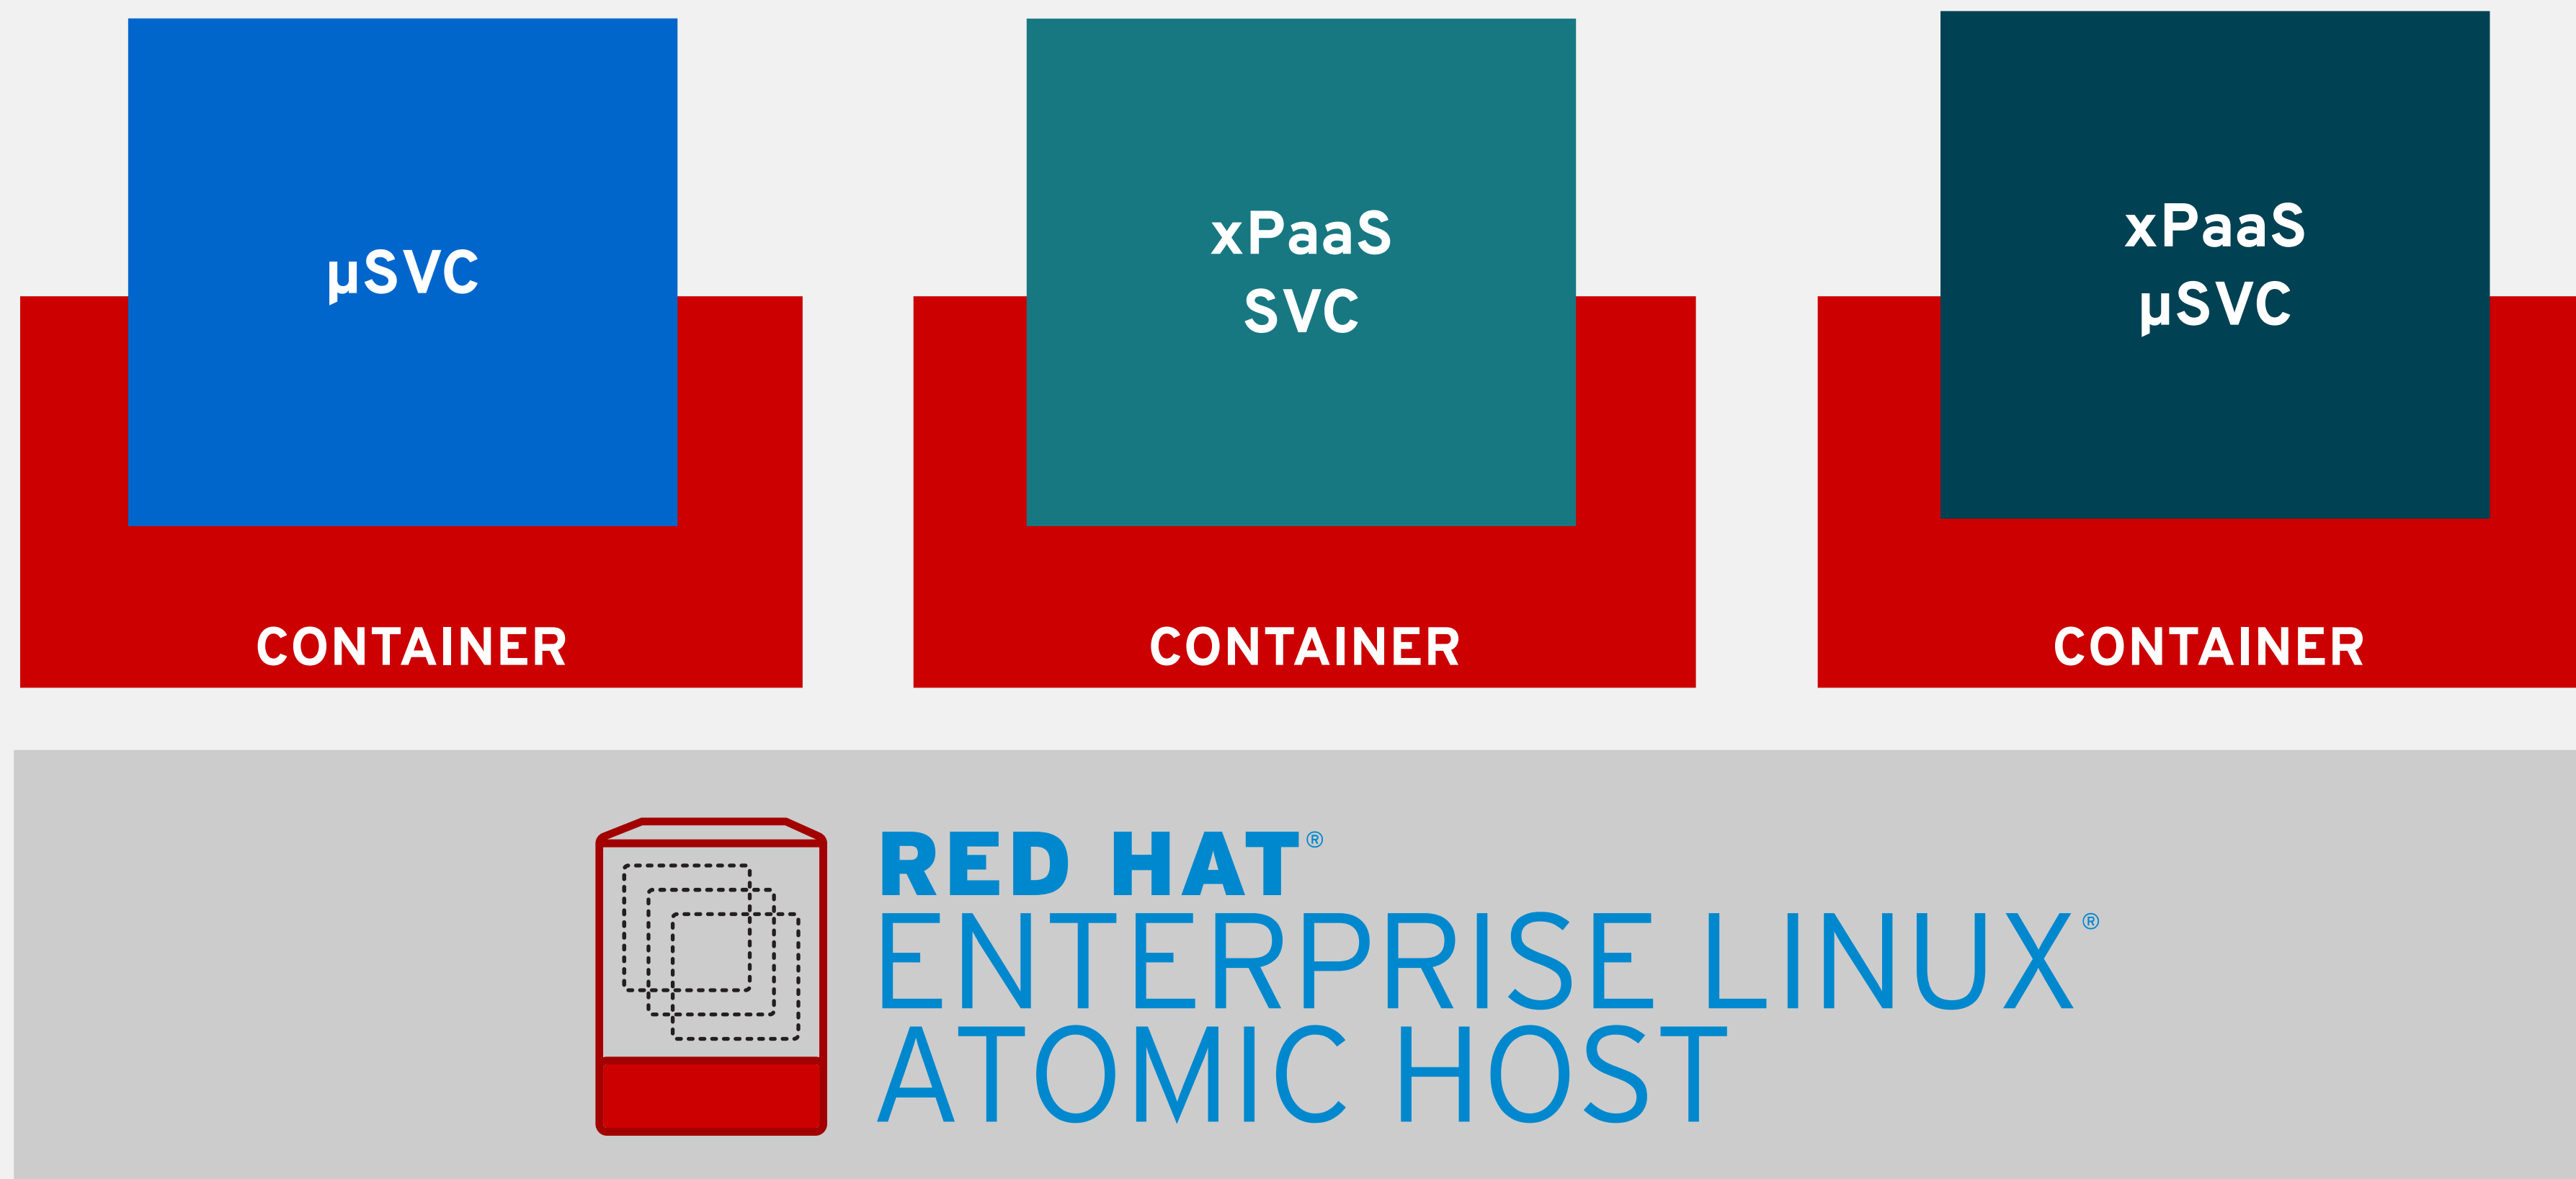 µSVC
xPaaS
SVC
xPaaS
µSVC
CONTAINER
CONTAINER
CONTAINER
RED HAT®
ENTERPRISE LINUX®
ATOMIC HOST